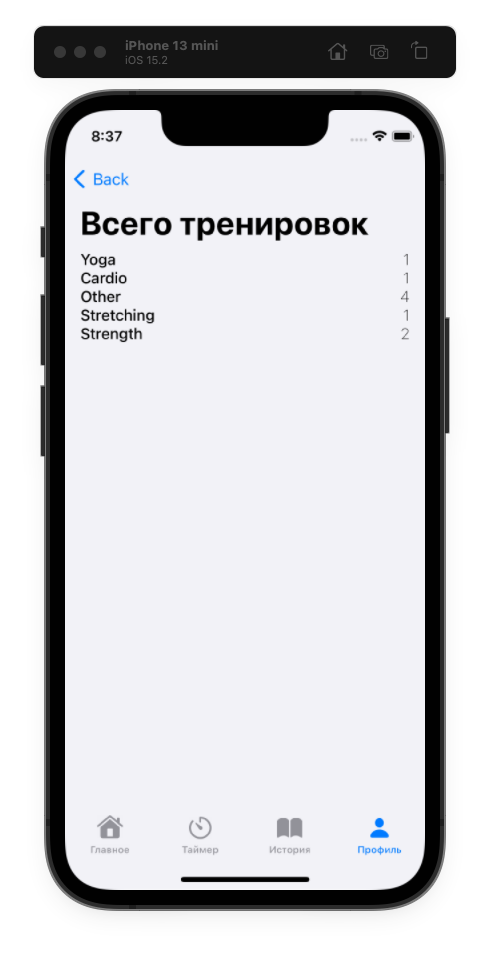 iPhone 13 mini
iOS 15.2
8:37
Back
Всего тренировок
Yoga 1
Cardio 1
Other 4
Stretching 1
Strength 2
Главное Таймер История Профиль